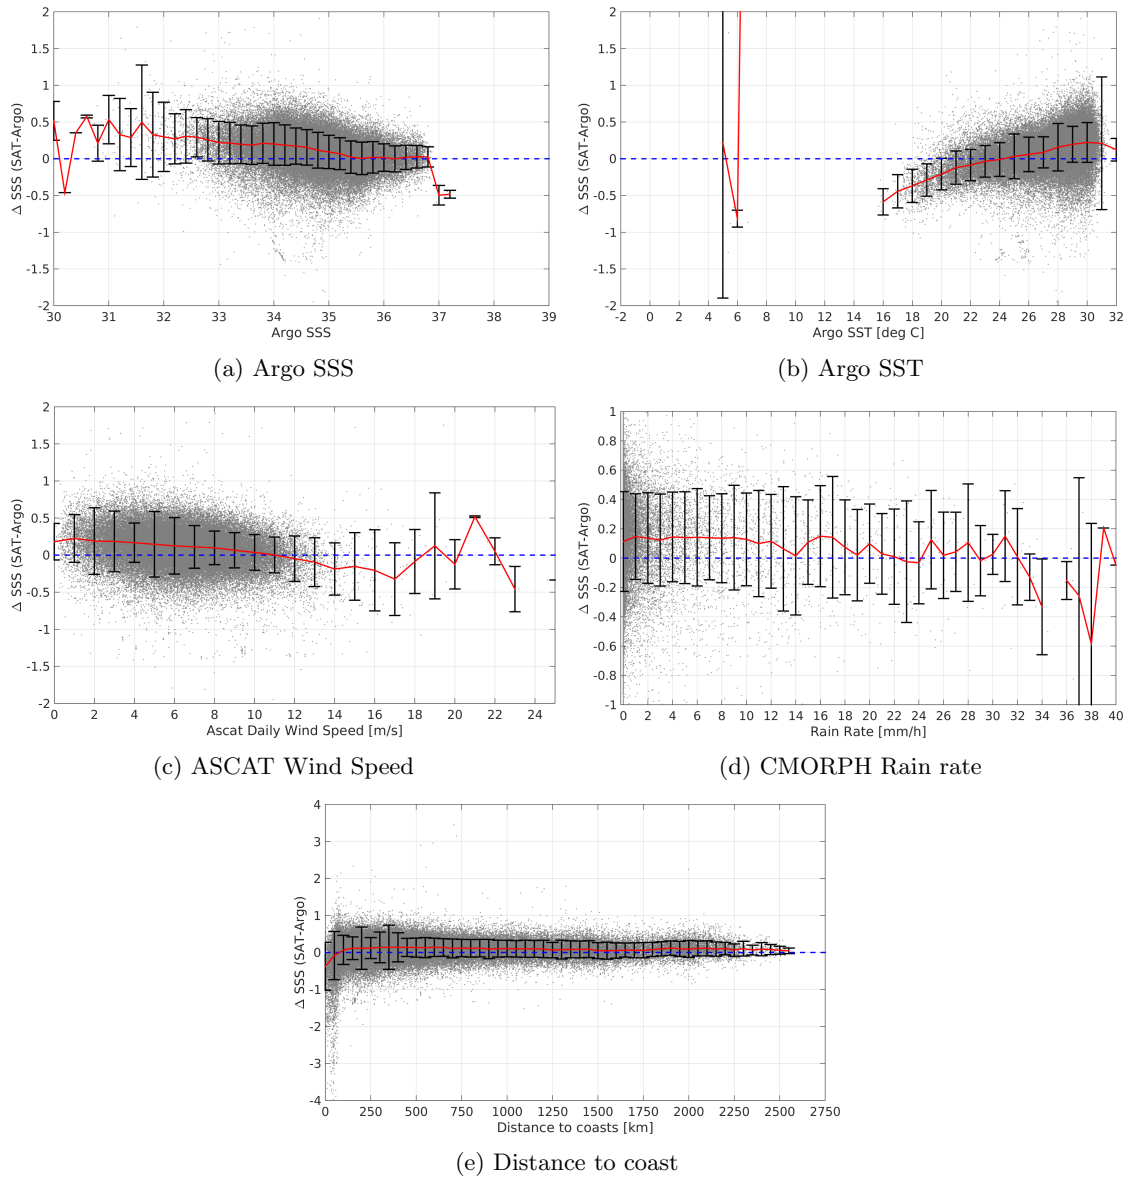 2
1.5
1
0.5
0
-0.5
-1
-1.5
-2
Δ SSS (SAT-Argo)
30 31 32 33 34 35 36 37 38 39
Argo SSS
(a) Argo SSS
2
1.5
1
0.5
0
-0.5
-1
-1.5
-2
Δ SSS (SAT-Argo)
-2 0 2 4 6 8 10 12 14 16 18 20 22 24 26 28 30 32
Argo SST [deg C]
(b) Argo SST
2
1.5
1
0.5
0
-0.5
-1
-1.5
-2
Δ SSS (SAT-Argo)
0 2 4 6 8 10 12 14 16 18 20 22 24
Ascat Daily Wind Speed [m/s]
(c) ASCAT Wind Speed
1
0.8
0.6
0.4
0.2
0
-0.2
-0.4
-0.6
-0.8
-1
Δ SSS (SAT-Argo)
0 2 4 6 8 10 12 14 16 18 20 22 24 26 28 30 32 34 36 38 40
Rain Rate [mm/h]
(d) CMORPH Rain rate
4
3
2
1
0
-1
-2
-3
-4
Δ SSS (SAT-Argo)
0 250 500 750 1000 1250 1500 1750 2000 2250 2500 2750
Distance to coasts [km]
(e) Distance to coast